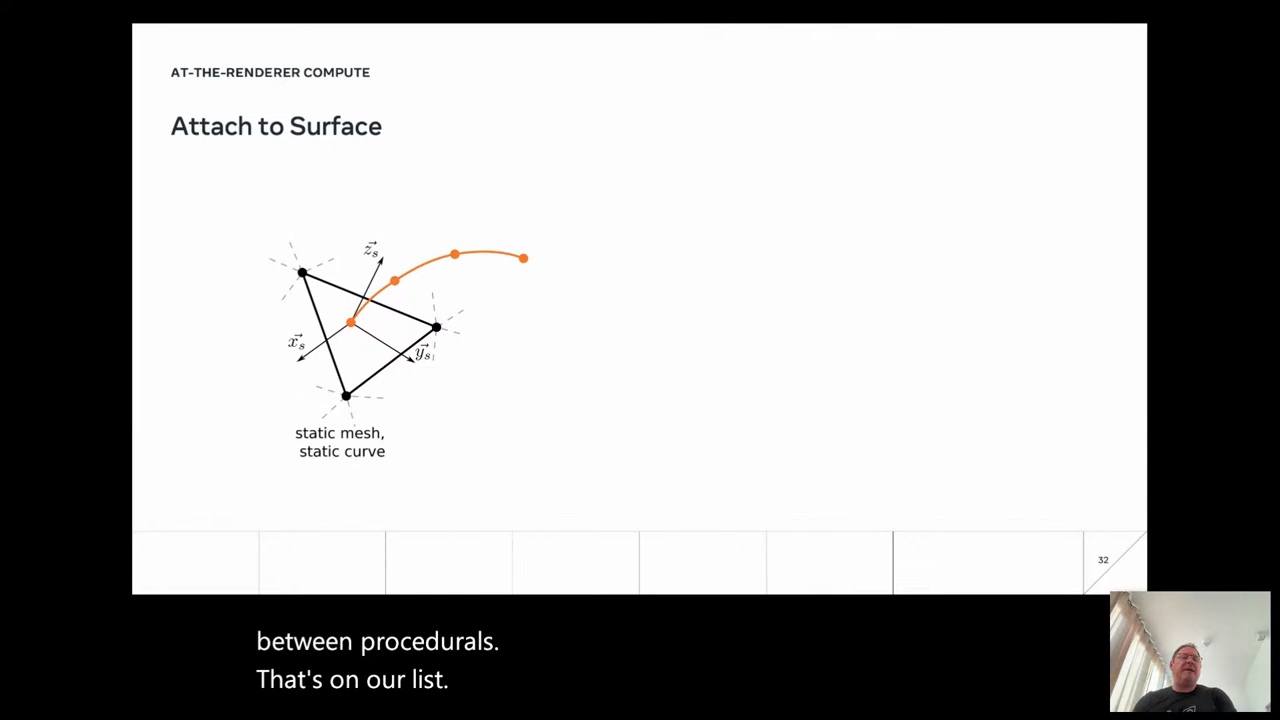 AT-THE-RENDERER COMPUTE
Attach to Surface
z⃗s
x⃗s
y⃗s
static mesh,
static curve
32
between procedurals.
That's on our list.